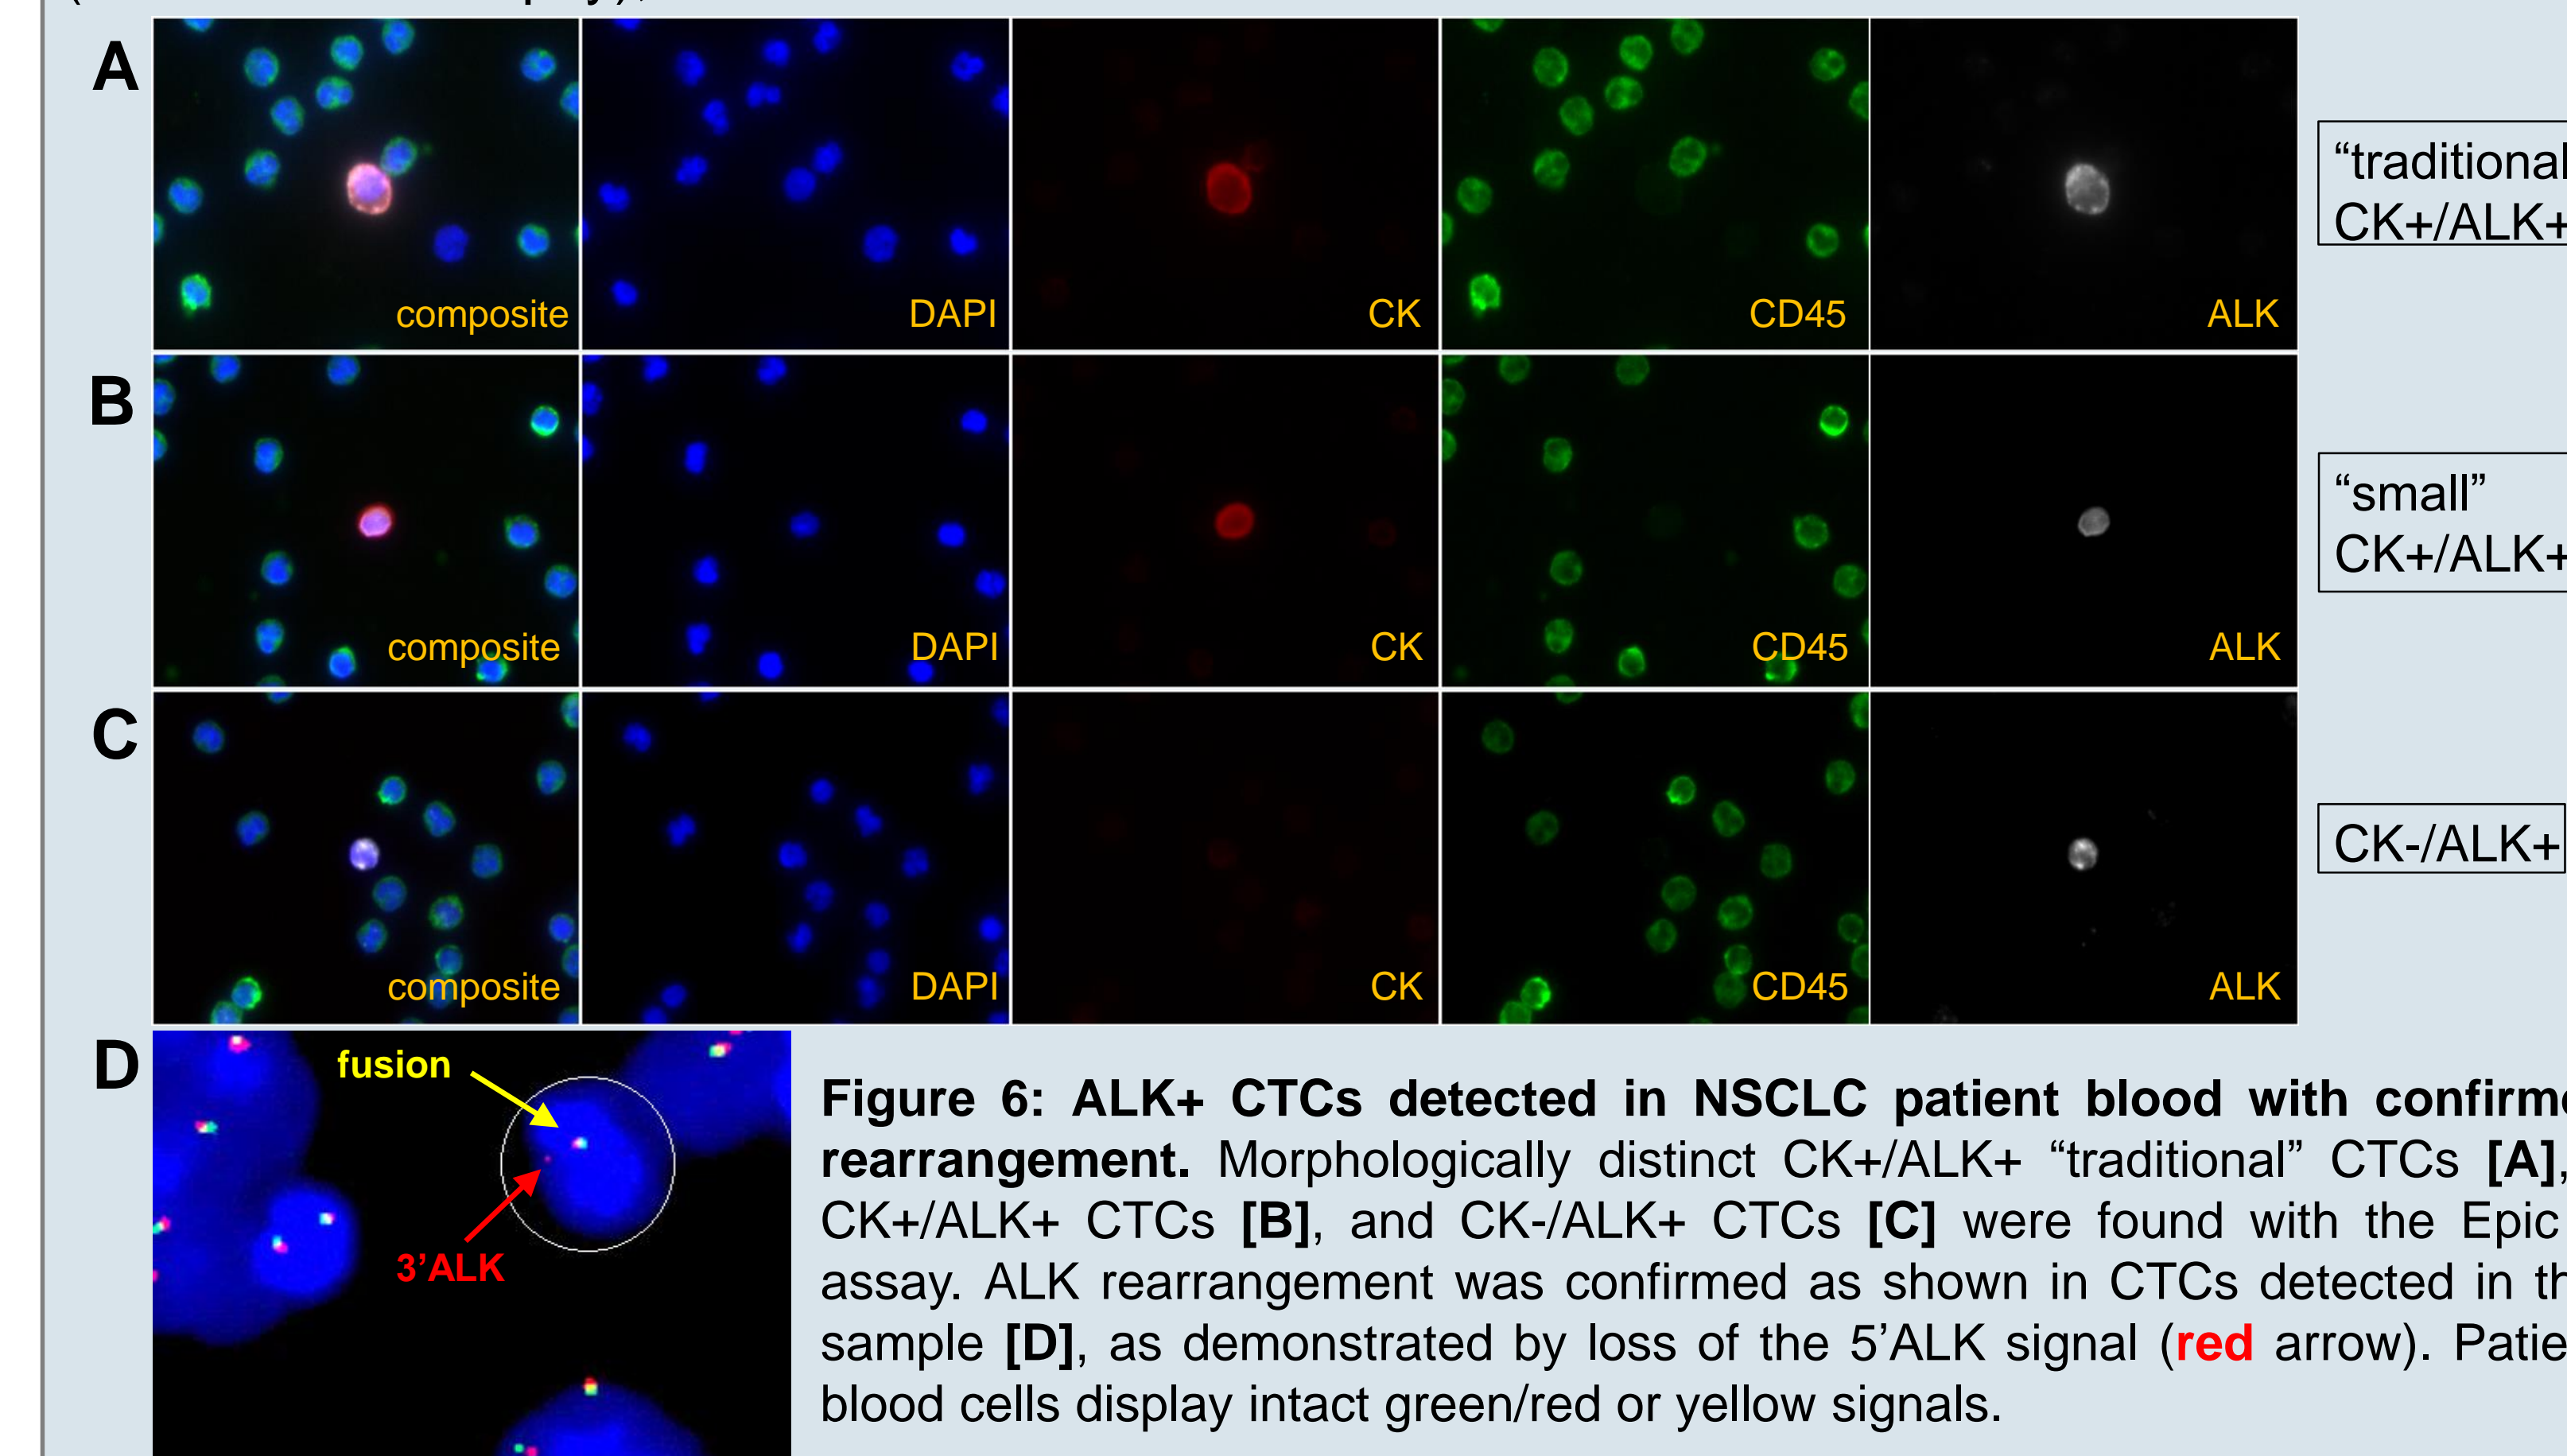 A
composite
DAPI
CK
CD45
ALK
“traditional
CK+/ALK+
B
composite
DAPI
CK
CD45
ALK
“small”
CK+/ALK+
C
composite
DAPI
CK
CD45
ALK
CK-/ALK+
D
fusion
3’ALK
Figure 6: ALK+ CTCs detected in NSCLC patient blood with
rearrangement. Morphologically distinct CK+/ALK+ “traditional” CTCs [A],
CK+/ALK+ CTCs [B], and CK-/ALK+ CTCs [C] were found with the Epic
assay. ALK rearrangement was confirmed as shown in CTCs detected in
sample [D], as demonstrated by loss of the 5’ALK signal (red arrow).
blood cells display intact green/red or yellow signals.